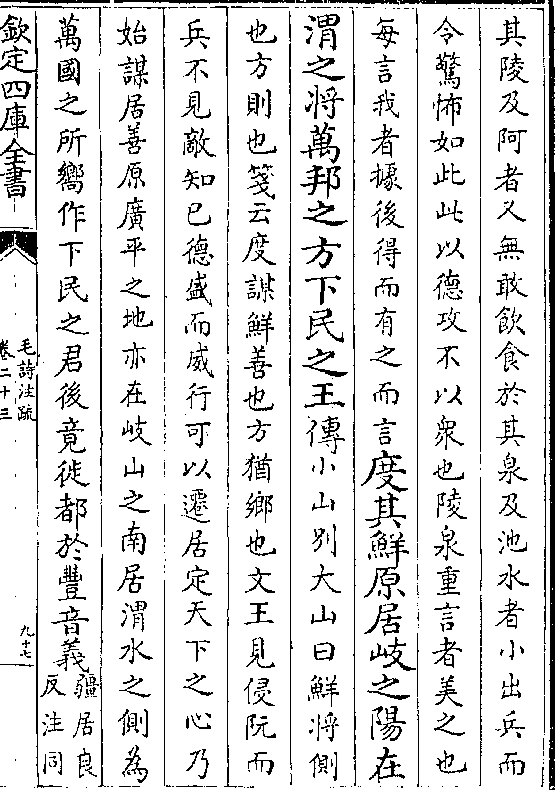 其陵及阿者又無敢飲食於其泉及池水者小出兵而
令驚怖如此此以德攻不以衆也陵泉重言者美之也
每言我者據後得而有之而言度其鮮原居岐之陽在
渭之將萬邦之方下民之王傳小山別大山曰鮮將側
也方則也箋云度謀鮮善也方猶鄉也文王見侵阮而
兵不見敵知已德盛而威行可以遷居定天下之心乃
始謀居善原廣平之地亦在岐山之南居渭水之側為
萬國之所嚮作下民之君後竟徙都於豐音義疆居良
反注同
欽定四庫全書
毛詩注疏
卷二十三
九十七